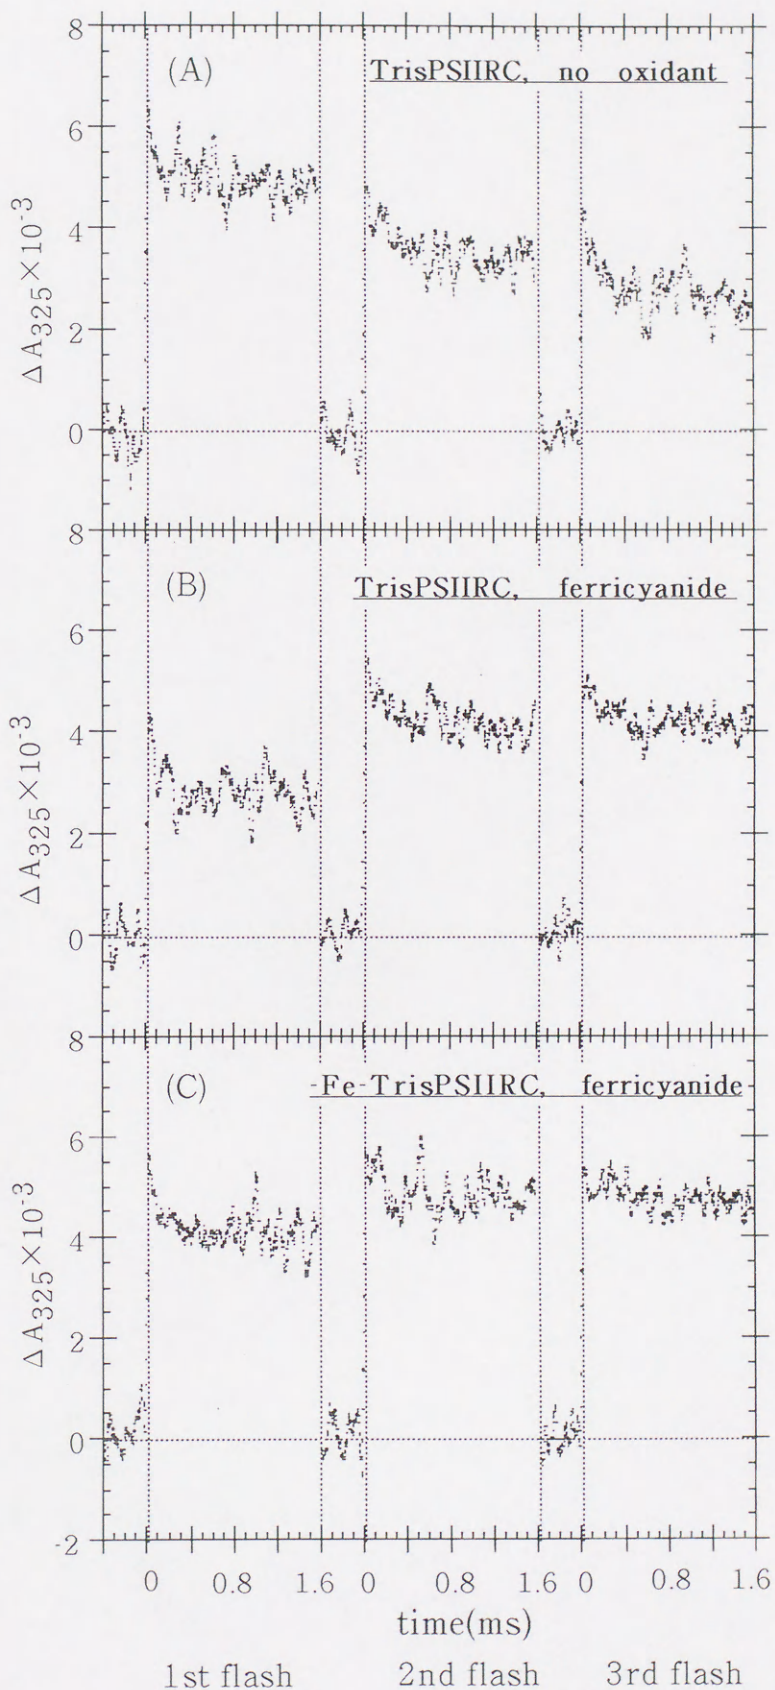 8
(A)
TrisPSIIRC, no oxidant
6
4
2
0
ΔA325×10-3
8
(B)
TrisPSIIRC, ferricyanide
6
4
2
0
ΔA325×10-3
8
(C)
-Fe-TrisPSIIRC, ferricyanide
6
4
2
0
-2
ΔA325×10-3
0 0.8 1.6 0 0.8 1.6 0 0.8 1.6
time(ms)
1st flash 2nd flash 3rd flash